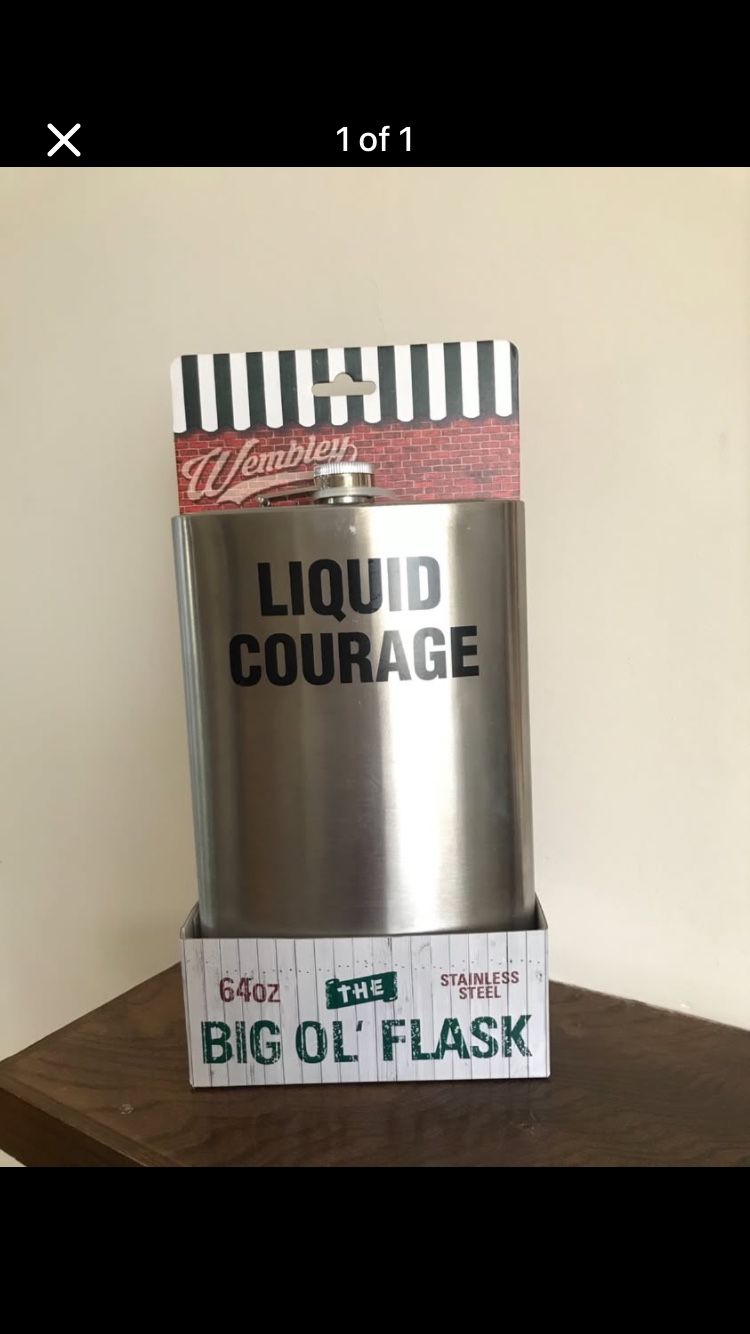 1 of 1
Wembley
LIQUID
COURAGE
64oz
THE
STAINLESS
STEEL
BIG OL' FLASK